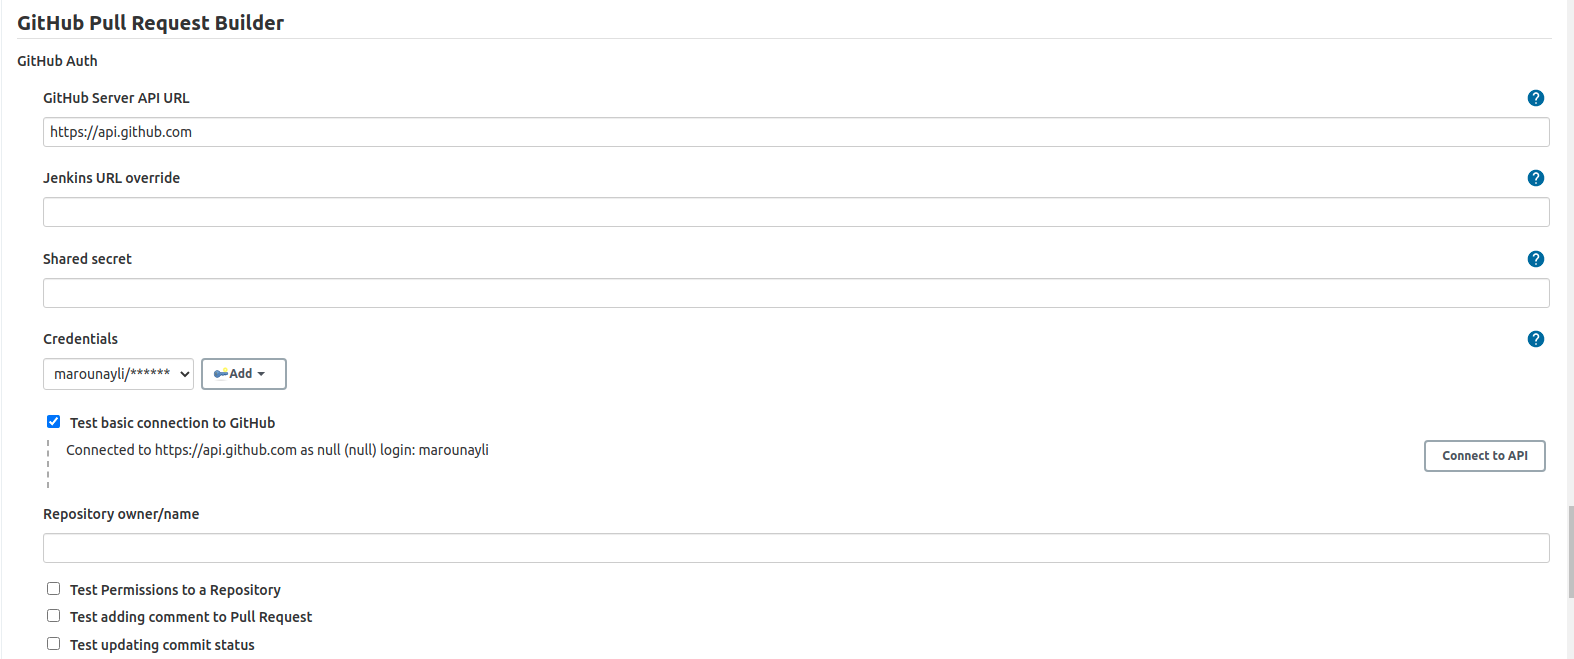 GitHub Pull Request Builder
GitHub Auth
GitHub Server API URL
?
https://api.github.com
Jenkins URL override
?
Shared secret
?
Credentials
?
marounayli/******
Add
Test basic connection to GitHub
Connected to https://api.github.com as null (null) login: marounayli
Connect to API
Repository owner/name
Test Permissions to a Repository
Test adding comment to Pull Request
Test updating commit status